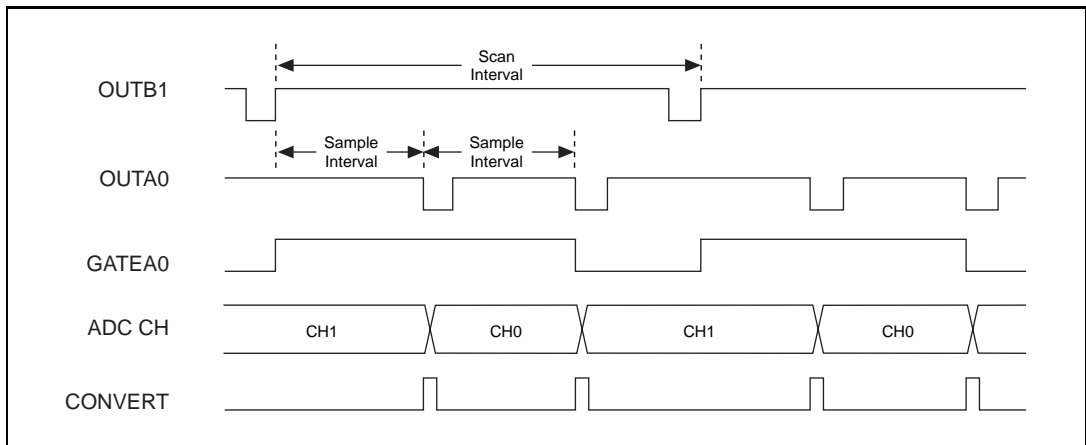 Scan
Interval
OUTB1
Sample
Interval
Sample
Interval
OUTA0
GATEA0
ADC CH
CH1
CH0
CH1
CH0
CONVERT